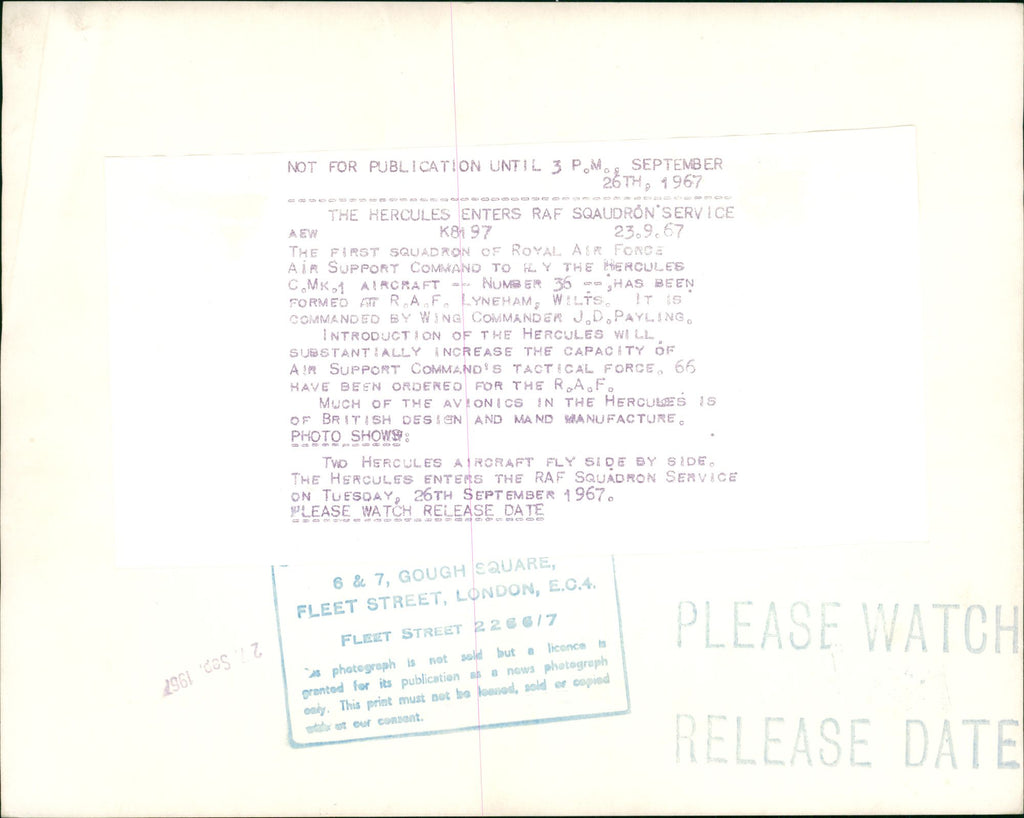 NOT FOR PUBLICATION UNTIL 3 P.M., SEPTEMBER
26TH, 1967
THE HERCULES ENTERS RAF SQAUDRON SERVICE
AEW K8197 23.9.67
THE FIRST SQUADRON OF ROYAL AIR FORCE
AIR SUPPORT COMMAND TO FLY THE HERCULES
C.MK.1 AIRCRAFT -- NUMBER 36 -- HAS BEEN
FORMED AT R.A.F. LYNEHAM, WILTS. IT IS
COMMANDED BY WING COMMANDER J.D.PAYLING.
INTRODUCTION OF THE HERCULES WILL
SUBSTANTIALLY INCREASE THE CAPACITY OF
AIR SUPPORT COMMAND'S TACTICAL FORCE. 66
HAVE BEEN ORDERED FOR THE R.A.F.
MUCH OF THE AVIONICS IN THE HERCULES IS
OF BRITISH DESIGN AND MAND MANUFACTURE.
PHOTO SHOWS:
TWO HERCULES AIRCRAFT FLY SIDE BY SIDE.
THE HERCULES ENTERS THE RAF SQUADRON SERVICE
ON TUESDAY, 26TH SEPTEMBER 1967.
PLEASE WATCH RELEASE DATE
6 & 7, GOUGH SQUARE,
FLEET STREET, LONDON, E.C.4.
FLEET STREET 2266/7
photograph is not sold but a licence is
granted for its publication as a news photograph
only. This print must not be loaned, sold or copied
our consent.
Sep. 1967
PLEASE WATCH
RELEASE DATE